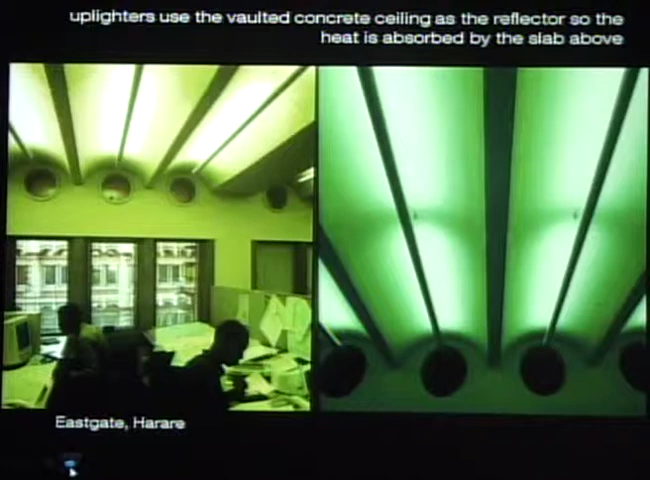 uplighters use the vaulted concrete ceiling as the reflector so the
heat is absorbed by the slab above
Eastgate, Harare